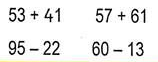 53 + 41 57 + 61
95 – 22 60 – 13